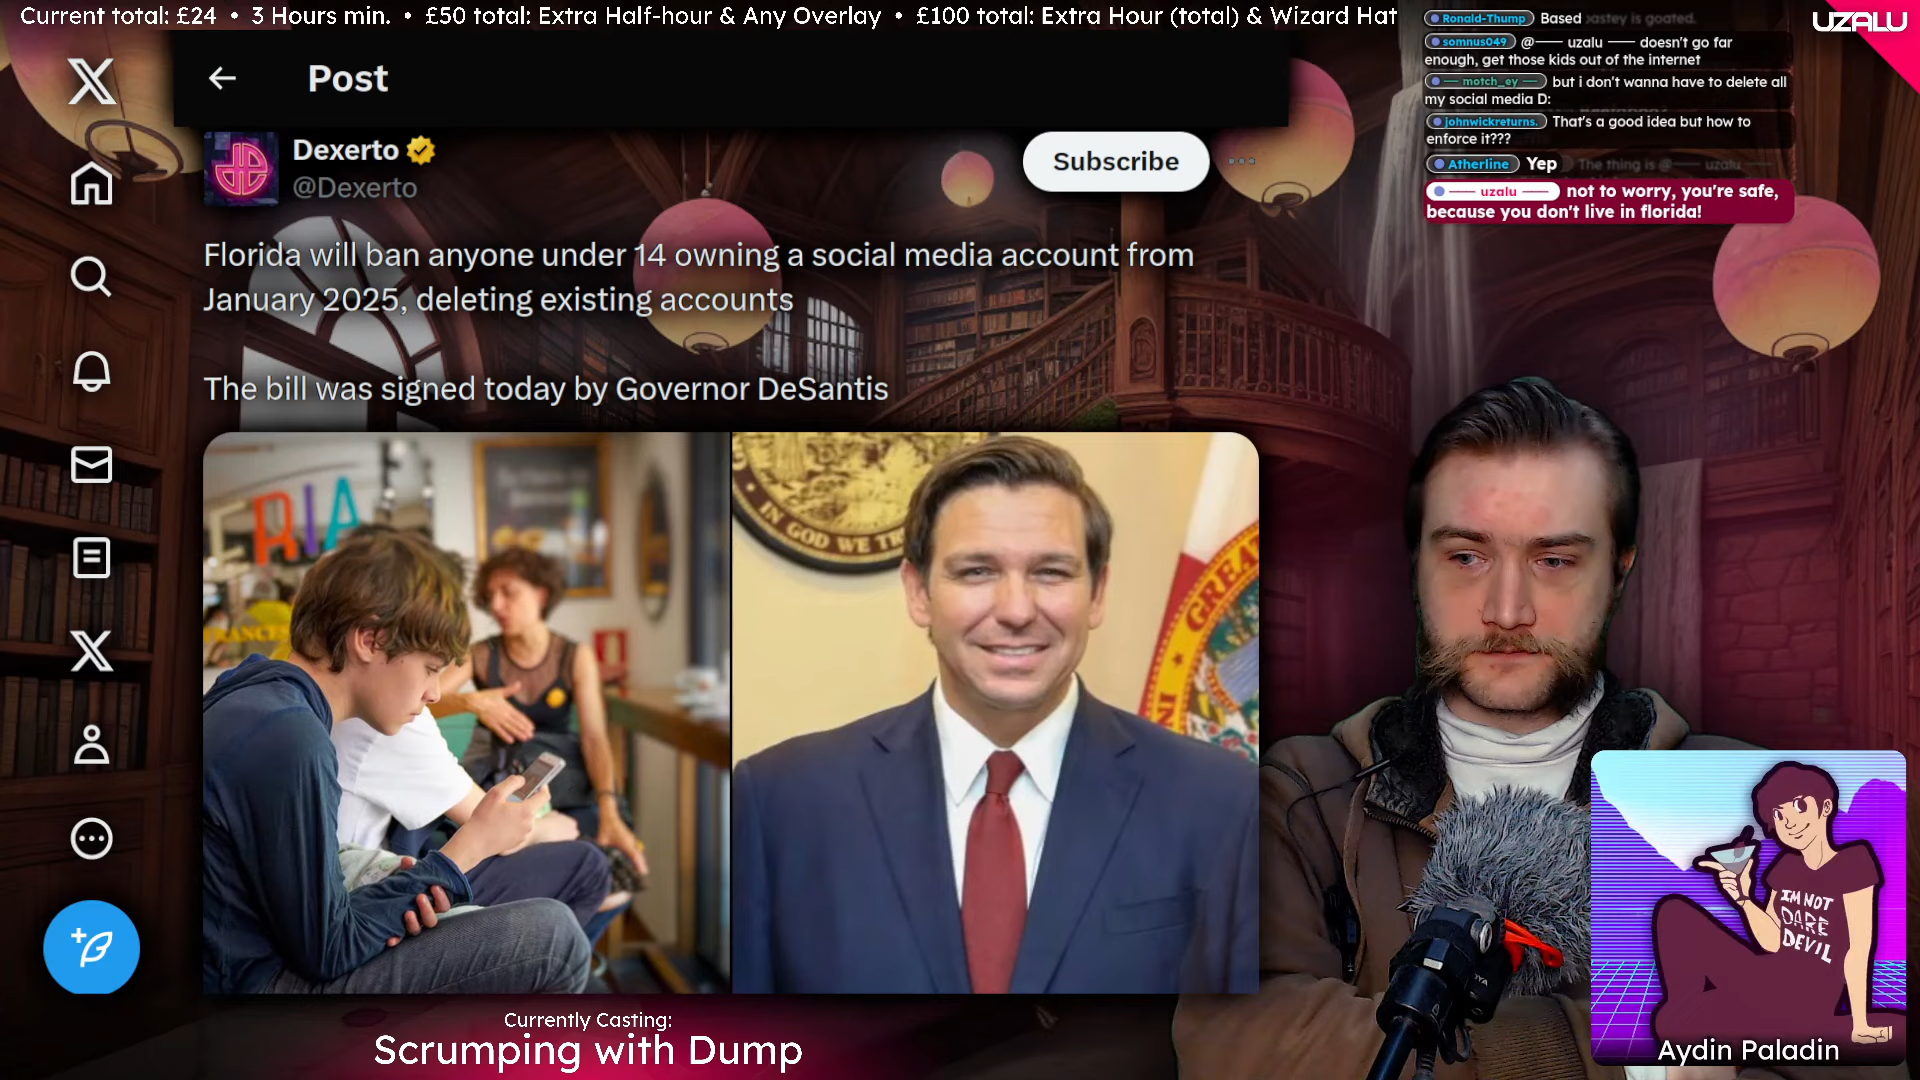 Current total: £24 • 3 Hours min. • £50 total: Extra Half-hour & Any Overlay • £100 total: Extra Hour (total) & Wizard Hat
UZALU
Ronald-Thump Based
somnus049 @—— uzalu —— doesn't go far
enough, get those kids out of the internet
— motch_ey — but i don't wanna have to delete all
my social media D:
johnwickreturns. That's a good idea but how to
enforce it???
Atherline Yep
—— uzalu —— not to worry, you're safe,
because you don't live in florida!
Post
Dexerto
@Dexerto
Subscribe
Florida will ban anyone under 14 owning a social media account from
January 2025, deleting existing accounts
The bill was signed today by Governor DeSantis
ERIA
FRANCES
IN GOD WE TR
GREA
I'M NOT
DARE
DEVIL
Aydin Paladin
Currently Casting:
Scrumping with Dump